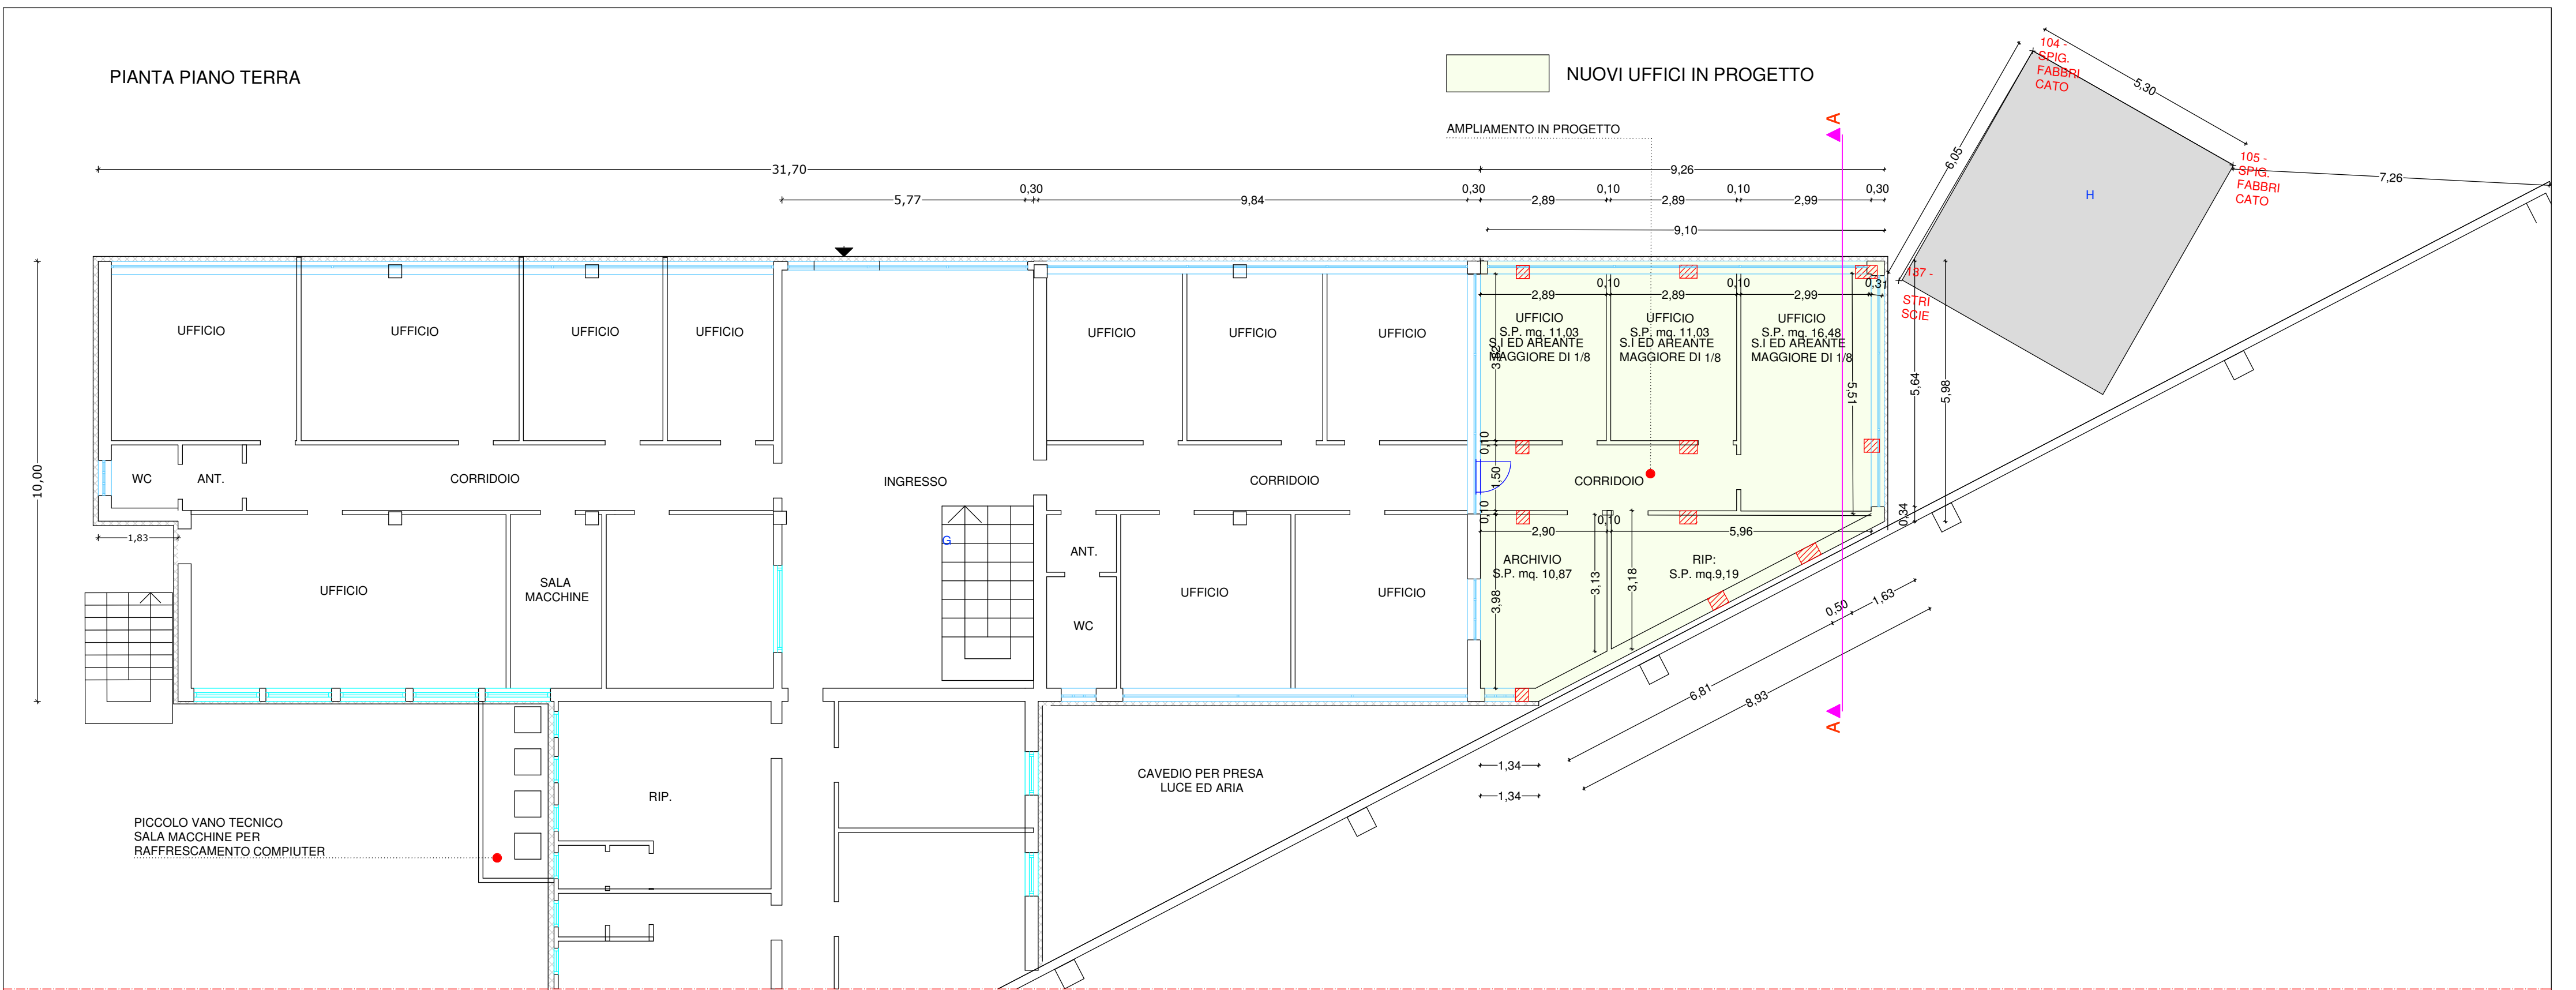 PIANTA PIANO TERRA
NUOVI UFFICI IN PROGETTO
AMPLIAMENTO IN PROGETTO
A
104 -
SPIG.
FABBRI
CATO
5,30
6,05
105 -
SPIG.
FABBRI
CATO
7,26
H
31,70
9,26
0,30
0,30
0,10
0,10
0,30
5,77
9,84
2,89
2,89
2,99
9,10
137 -
STRI
SCIE
0,10
0,10
0,31
2,89
2,89
2,99
UFFICIO
UFFICIO
UFFICIO
UFFICIO
UFFICIO
UFFICIO
UFFICIO
UFFICIO
S.P. mq. 11,03
S.I ED AREANTE
MAGGIORE DI 1/8
UFFICIO
S.P. mq. 11,03
S.I ED AREANTE
MAGGIORE DI 1/8
UFFICIO
S.P. mq. 16,48
S.I ED AREANTE
MAGGIORE DI 1/8
3,82
5,51
5,64
5,98
10,00
WC
ANT.
CORRIDOIO
INGRESSO
CORRIDOIO
0,10
1,50
0,10
CORRIDOIO
0,34
1,83
G
0,10
2,90
5,96
UFFICIO
SALA
MACCHINE
ANT.
WC
UFFICIO
UFFICIO
ARCHIVIO
S.P. mq. 10,87
RIP:
S.P. mq.9,19
3,98
3,13
3,18
0,50
1,63
6,81
8,93
A
1,34
1,34
CAVEDIO PER PRESA
LUCE ED ARIA
RIP.
PICCOLO VANO TECNICO
SALA MACCHINE PER
RAFFRESCAMENTO COMPIUTER